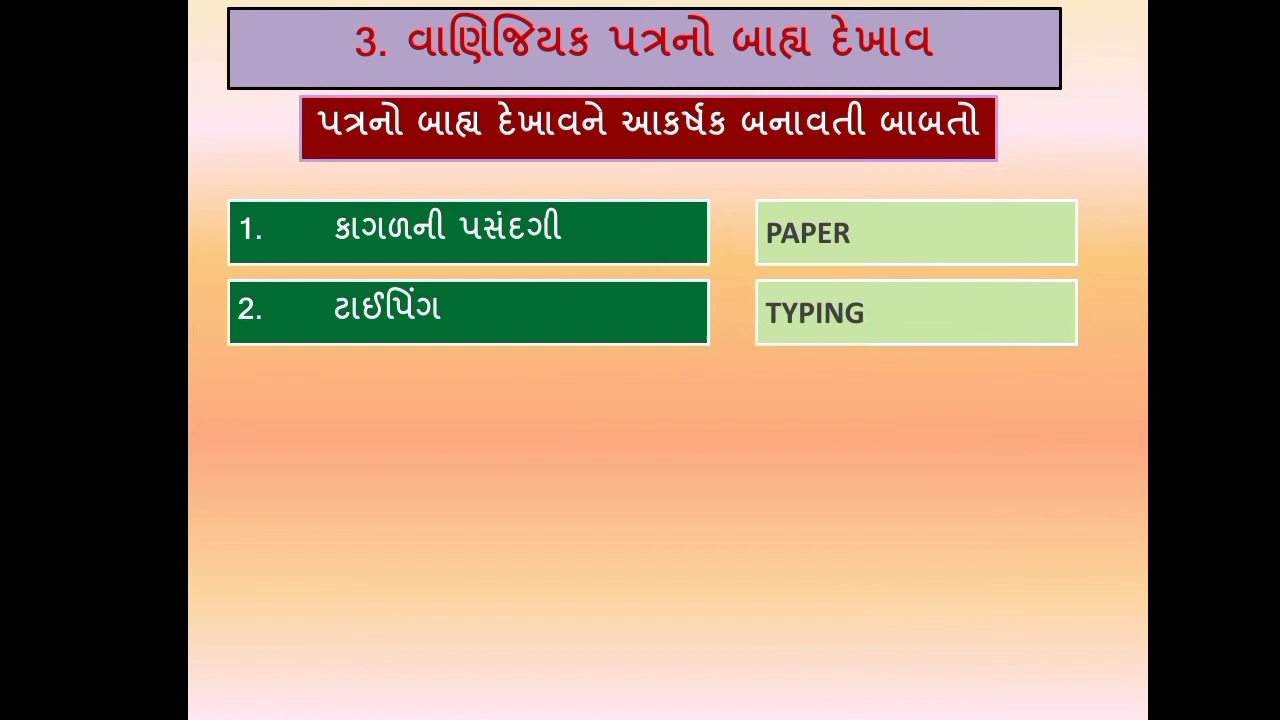 3. વાણિજિયક પત્રનો બાહ્ય દેખાવ
પત્રનો બાહ્ય દેખાવને આકર્ષક બનાવતી બાબતો
1. કાગળની પસંદગી PAPER
2. ટાઈપિંગ TYPING